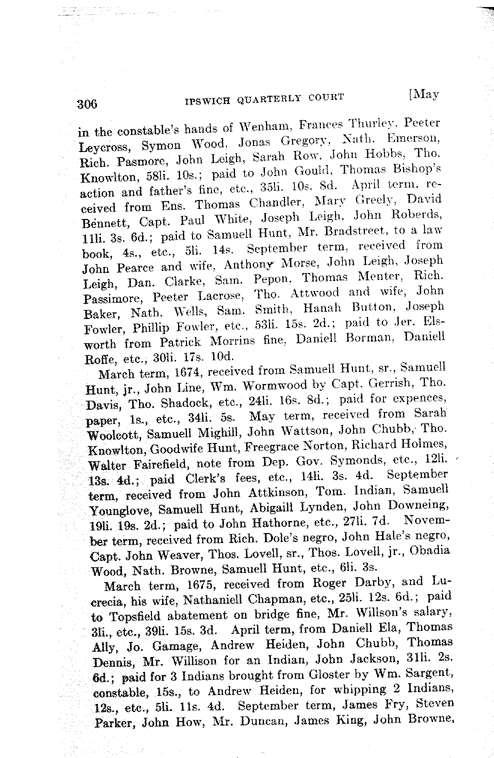 306 IPSWICH QUARTERLY COURT [May
in the constable's hands of Wenham, Frances Thurley, Peeter
Leycross, Symon Wood, Jonas Gregory, Nath. Emerson,
Rich. Pasmore, John Leigh, Sarah Row, John Hobbs, Tho.
Knowlton, 58li. 10s.; paid to John Gould, Thomas Bishop's
action and father's fine, etc., 35li. 10s. 8d. April term, re-
ceived from Ens. Thomas Chandler, Mary Greely, David
Bennett, Capt. Paul White, Joseph Leigh, John Roberds,
11li. 3s. 6d.; paid to Samuell Hunt, Mr. Bradstreet, to a law
book, 4s., etc., 5li. 14s. September term, received from
John Pearce and wife, Anthony Morse, John Leigh, Joseph
Leigh, Dan. Clarke, Sam. Pepon, Thomas Menter, Rich.
Passimore, Peeter Lacrose, Tho. Attwood and wife, John
Baker, Nath. Wells, Sam. Smith, Hanah Button, Joseph
Fowler, Phillip Fowler, etc., 53li. 15s. 2d.; paid to Jer. Els-
worth from Patrick Morrins fine, Daniell Borman, Daniell
Roffe, etc., 30li. 17s. 10d.
March term, 1674, received from Samuell Hunt, sr., Samuell
Hunt, jr., John Line, Wm. Wormwood by Capt. Gerrish, Tho.
Davis, Tho. Shadock, etc., 24li. 16s. 8d.; paid for expences,
paper, 1s., etc., 34li. 5s. May term, received from Sarah
Woolcott, Samuell Mighill, John Wattson, John Chubb, Tho.
Knowlton, Goodwife Hunt, Freegrace Norton, Richard Holmes,
Walter Fairefield, note from Dep. Gov. Symonds, etc., 12li.
13s. 4d.; paid Clerk's fees, etc., 14li. 3s. 4d. September
term, received from John Attkinson, Tom. Indian, Samuell
Younglove, Samuell Hunt, Abigaill Lynden, John Downeing,
19li. 19s. 2d.; paid to John Hathorne, etc., 27li. 7d. Novem-
ber term, received from Rich. Dole's negro, John Hale's negro,
Capt. John Weaver, Thos. Lovell, sr., Thos. Lovell, jr., Obadia
Wood, Nath. Browne, Samuell Hunt, etc., 6li. 3s.
March term, 1675, received from Roger Darby, and Lu-
crecia, his wife, Nathaniell Chapman, etc., 25li. 12s. 6d.; paid
to Topsfield abatement on bridge fine, Mr. Willson's salary,
3li., etc., 39li. 15s. 3d. April term, from Daniell Ela, Thomas
Ally, Jo. Gamage, Andrew Heiden, John Chubb, Thomas
Dennis, Mr. Willison for an Indian, John Jackson, 31li. 2s.
6d.; paid for 3 Indians brought from Gloster by Wm. Sargent,
constable, 15s., to Andrew Heiden, for whipping 2 Indians,
12s., etc., 5li. 11s. 4d. September term, James Fry, Steven
Parker, John How, Mr. Duncan, James King, John Browne,